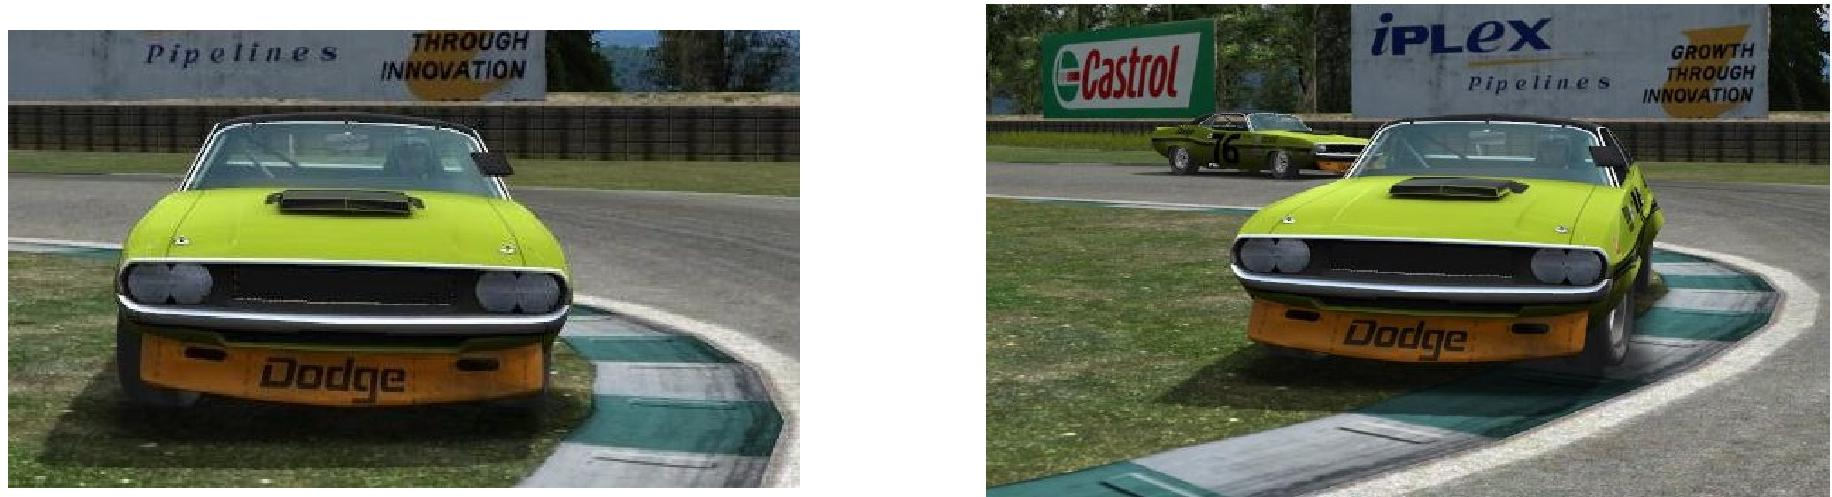 Pipelines
THROUGH
INNOVATION
Dodge
Castrol
iPLEX
Pipelines
GROWTH
THROUGH
INNOVATION
76
Dodge